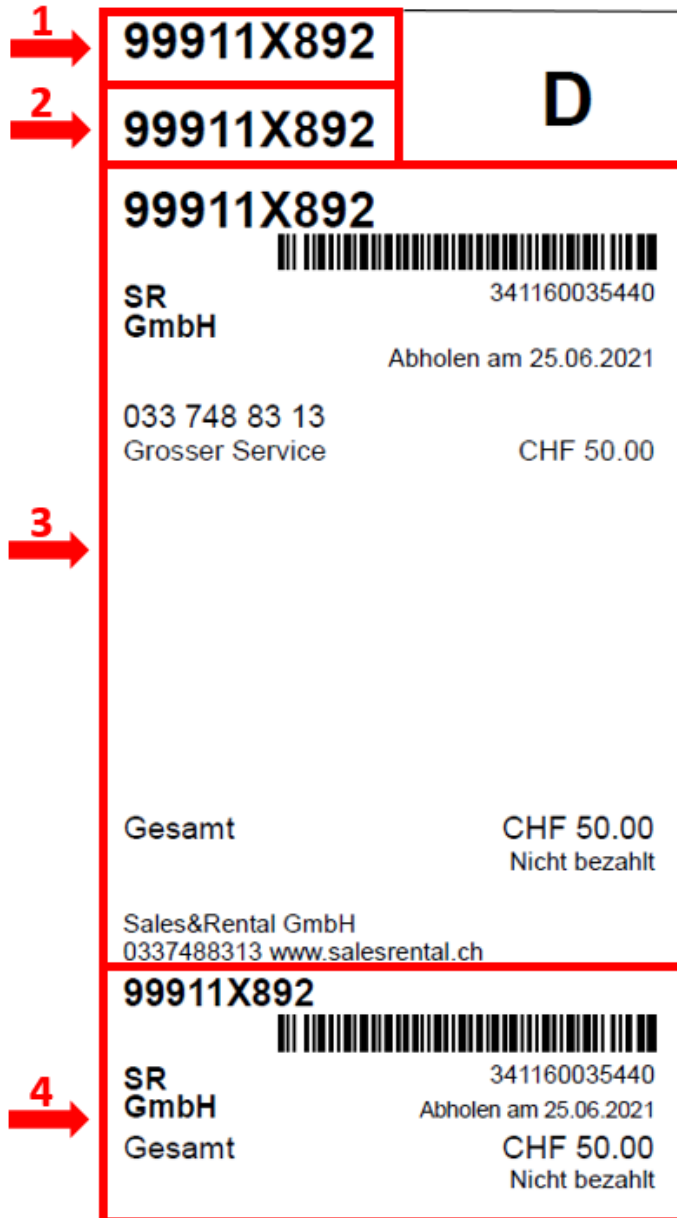 1
99911X892
D
2
99911X892
99911X892
SR
GmbH
341160035440
Abholen am 25.06.2021
033 748 83 13
Grosser Service CHF 50.00
3
Gesamt CHF 50.00
Nicht bezahlt
Sales&Rental GmbH
0337488313 www.salesrental.ch
99911X892
4
SR
GmbH
341160035440
Abholen am 25.06.2021
Gesamt CHF 50.00
Nicht bezahlt